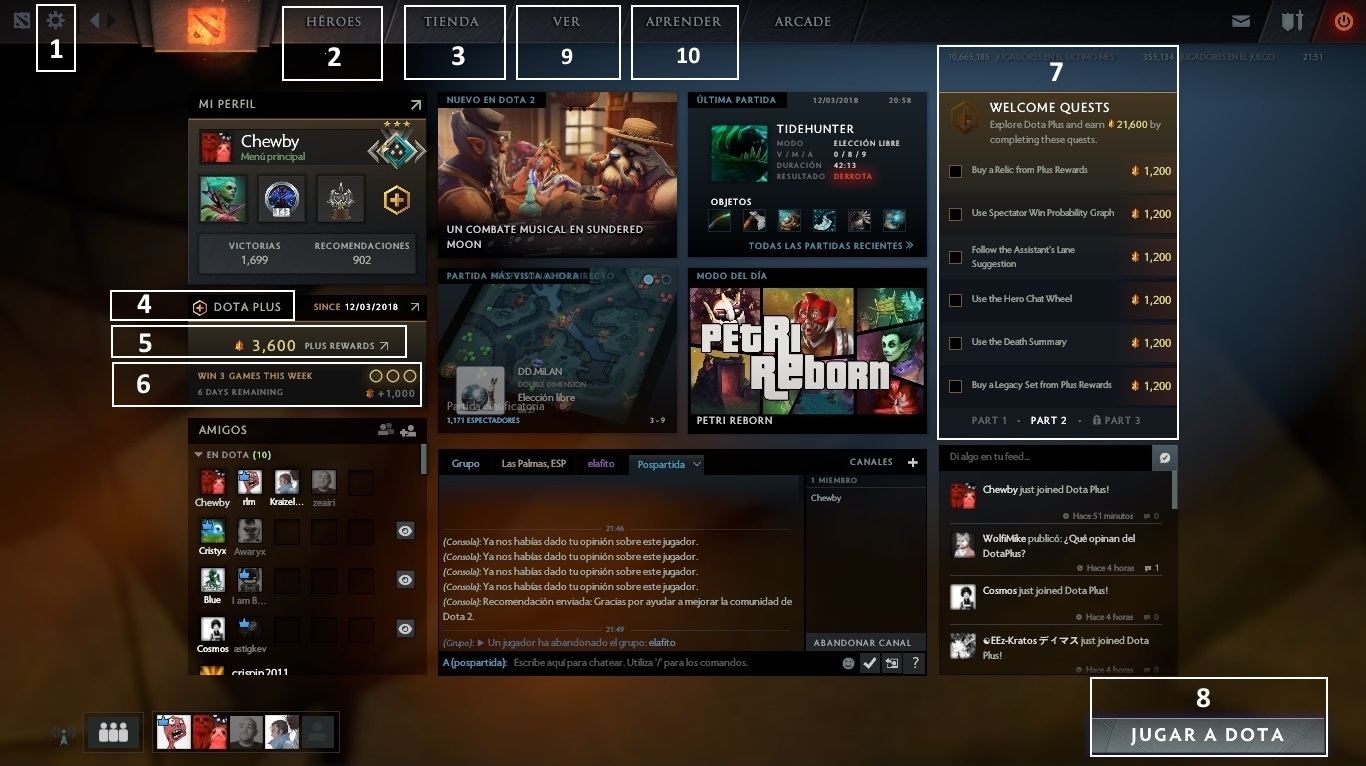 HÉROES
TIENDA
VER
APRENDER
ARCADE
1
2
3
9
10
10,665,185 JUGADORES EN EL ÚLTIMO MES 355,134 JUGADORES EN EL JUEGO 21:51
7
MI PERFIL
Chewby
Menú principal
143
VICTORIAS
1,699
RECOMENDACIONES
902
4
DOTA PLUS
SINCE 12/03/2018
5
3,600 PLUS REWARDS
6
WIN 3 GAMES THIS WEEK
6 DAYS REMAINING
+1,000
AMIGOS
EN DOTA (10)
Chewby
rlm
Kraizel...
zeairi
Cristyx
Awaryx
Blue
I am B...
Cosmos
astigkev
crispin2011
NUEVO EN DOTA 2
UN COMBATE MUSICAL EN SUNDERED
MOON
ÚLTIMA PARTIDA
12/03/2018
20:58
TIDEHUNTER
MODO ELECCIÓN LIBRE
V / M / A 0 / 8 / 9
DURACIÓN 42:13
RESULTADO DERROTA
OBJETOS
TODAS LAS PARTIDAS RECIENTES
PARTIDA MÁS VISTA AHORA
DD.MiLAN
DOUBLE DIMENSION
Elección libre
Partida clasificatoria
1,171 ESPECTADORES
3 - 9
MODO DEL DÍA
PETRI
REBORN
PETRI REBORN
Grupo
Las Palmas, ESP
elafito
Pospartida
CANALES +
1 MIEMBRO
Chewby
21:46
(Consola): Ya nos habías dado tu opinión sobre este jugador.
(Consola): Ya nos habías dado tu opinión sobre este jugador.
(Consola): Ya nos habías dado tu opinión sobre este jugador.
(Consola): Ya nos habías dado tu opinión sobre este jugador.
(Consola): Recomendación enviada: Gracias por ayudar a mejorar la comunidad de
Dota 2.
21:49
(Grupo): ▶ Un jugador ha abandonado el grupo: elafito
ABANDONAR CANAL
A (pospartida): Escribe aquí para chatear. Utiliza '/' para los comandos.
?
WELCOME QUESTS
Explore Dota Plus and earn 21,600 by
completing these quests.
Buy a Relic from Plus Rewards 1,200
Use Spectator Win Probability Graph 1,200
Follow the Assistant's Lane
Suggestion 1,200
Use the Hero Chat Wheel 1,200
Use the Death Summary 1,200
Buy a Legacy Set from Plus Rewards 1,200
PART 1 • PART 2 • PART 3
Di algo en tu feed...
Chewby just joined Dota Plus!
Hace 51 minutos 0
WolfiMike publicó: ¿Qué opinan del
DotaPlus?
Hace 4 horas 1
Cosmos just joined Dota Plus!
Hace 4 horas 0
☯EEz-Kratos デイマス just joined Dota
Plus!
Hace 4 horas 0
8
JUGAR A DOTA